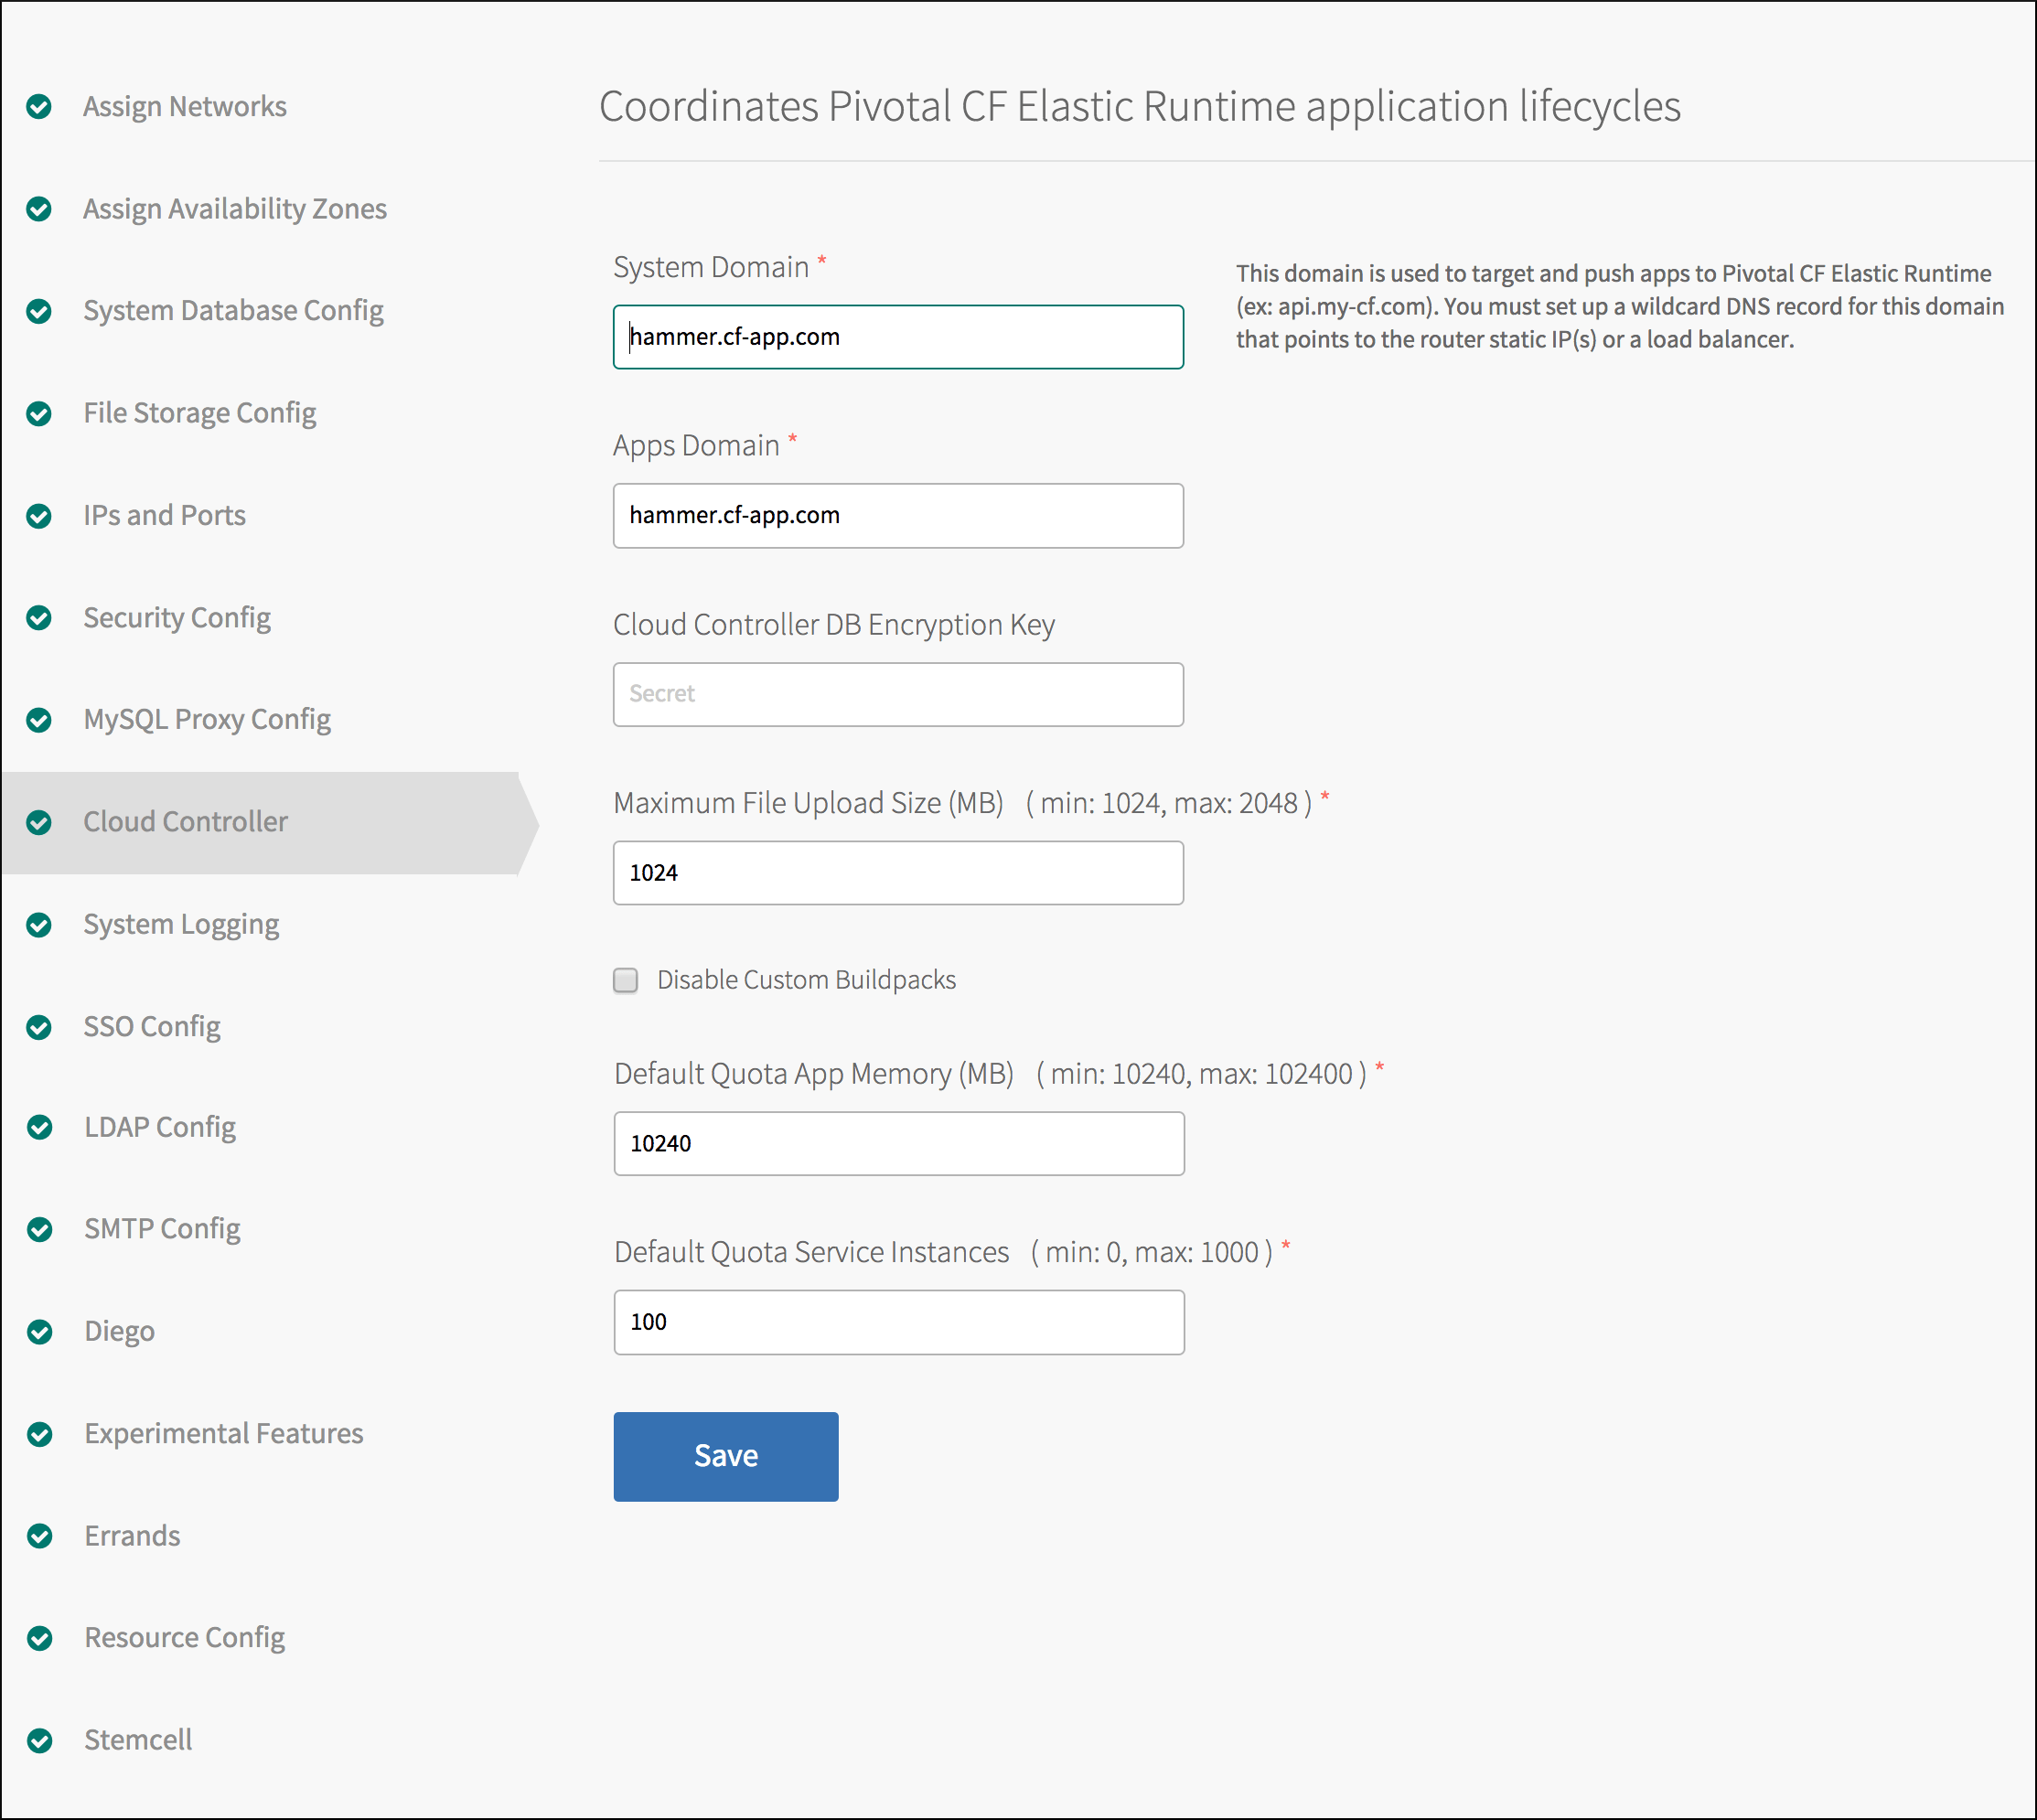 Assign Networks
Assign Availability Zones
System Database Config
File Storage Config
IPs and Ports
Security Config
MySQL Proxy Config
Cloud Controller
System Logging
SSO Config
LDAP Config
SMTP Config
Diego
Experimental Features
Errands
Resource Config
Stemcell
Coordinates Pivotal CF Elastic Runtime application lifecycles
System Domain *
hammer.cf-app.com
This domain is used to target and push apps to Pivotal CF Elastic Runtime
(ex: api.my-cf.com). You must set up a wildcard DNS record for this domain
that points to the router static IP(s) or a load balancer.
Apps Domain *
hammer.cf-app.com
Cloud Controller DB Encryption Key
Secret
Maximum File Upload Size (MB) ( min: 1024, max: 2048 ) *
1024
Disable Custom Buildpacks
Default Quota App Memory (MB) ( min: 10240, max: 102400 ) *
10240
Default Quota Service Instances ( min: 0, max: 1000 ) *
100
Save